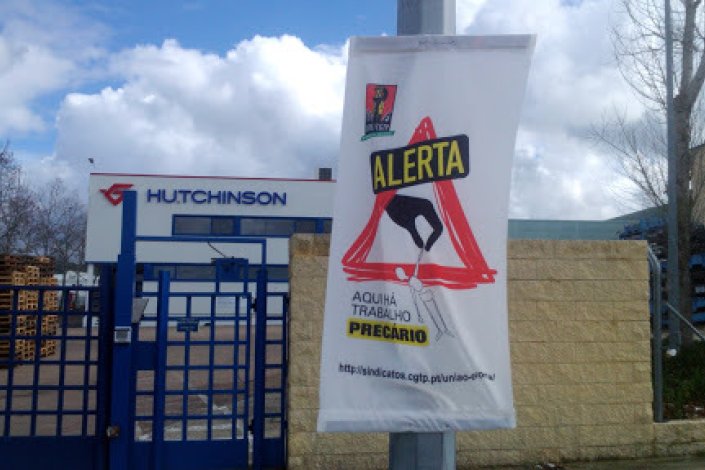 HUTCHINSON
ALERTA
AQUI HÁ
TRABALHO
PRECÁRIO